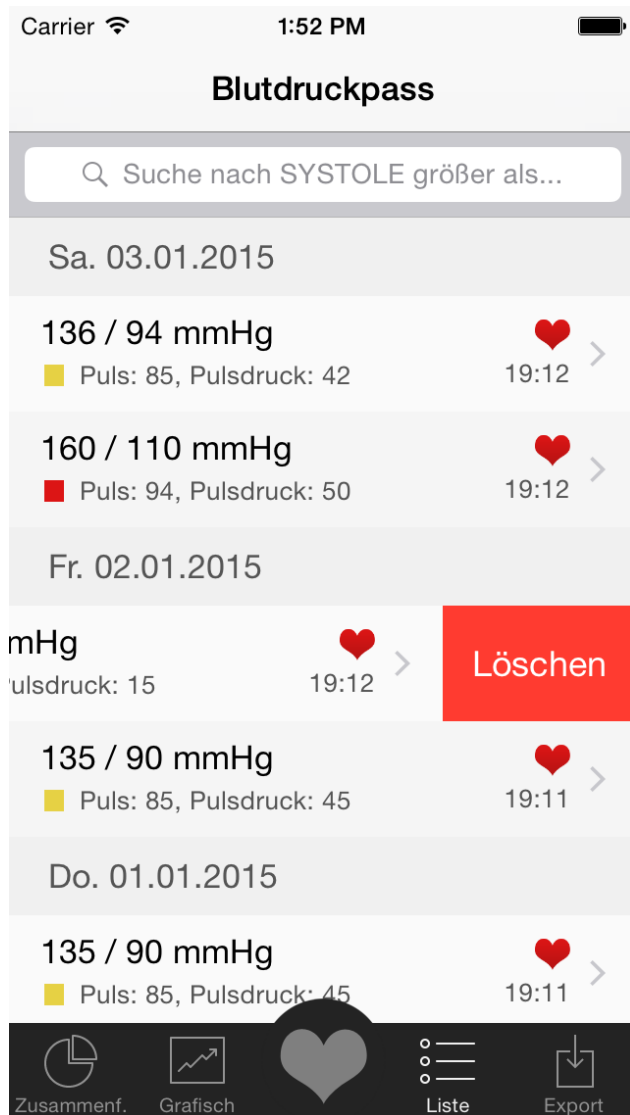 Carrier 1:52 PM
Blutdruckpass
Suche nach SYSTOLE größer als...
Sa. 03.01.2015
136 / 94 mmHg
Puls: 85, Pulsdruck: 42
19:12
160 / 110 mmHg
Puls: 94, Pulsdruck: 50
19:12
Fr. 02.01.2015
mHg
ulsdruck: 15
19:12
Löschen
135 / 90 mmHg
Puls: 85, Pulsdruck: 45
19:11
Do. 01.01.2015
135 / 90 mmHg
Puls: 85, Pulsdruck: 45
19:11
Zusammenf. Grafisch Liste Export